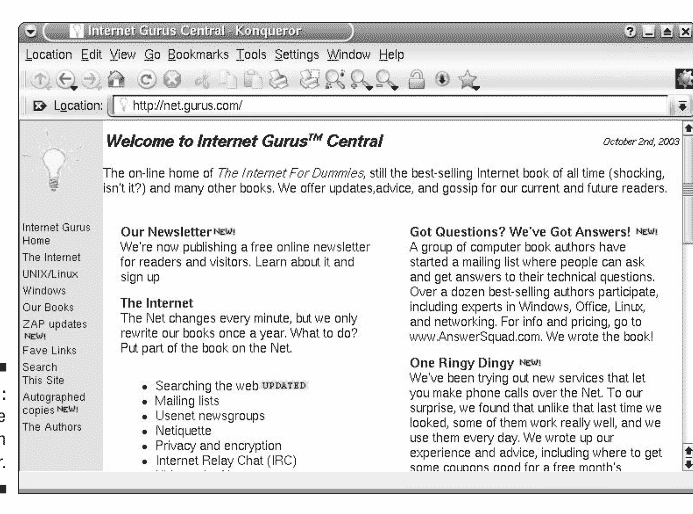 Internet Gurus Central - Konqueror
Location Edit View Go Bookmarks Tools Settings Window Help
Location: http://net.gurus.com/
Welcome to Internet Gurus™ Central
October 2nd, 2003
The on-line home of The Internet For Dummies, still the best-selling Internet book of all time (shocking,
isn't it?) and many other books. We offer updates,advice, and gossip for our current and future readers.
Internet Gurus
Home
The Internet
UNIX/Linux
Windows
Our Books
ZAP updates
NEW!
Fave Links
Search
This Site
Autographed
copies NEW!
The Authors
Our Newsletter NEW!
We're now publishing a free online newsletter
for readers and visitors. Learn about it and
sign up
The Internet
The Net changes every minute, but we only
rewrite our books once a year. What to do?
Put part of the book on the Net.
• Searching the web UPDATED
• Mailing lists
• Usenet newsgroups
• Netiquette
• Privacy and encryption
• Internet Relay Chat (IRC)
Got Questions? We've Got Answers! NEW!
A group of computer book authors have
started a mailing list where people can ask
and get answers to their technical questions.
Over a dozen best-selling authors participate,
including experts in Windows, Office, Linux,
and networking. For info and pricing, go to
www.AnswerSquad.com. We wrote the book!
One Ringy Dingy NEW!
We've been trying out new services that let
you make phone calls over the Net. To our
surprise, we found that unlike that last time we
looked, some of them work really well, and we
use them every day. We wrote up our
experience and advice, including where to get
some coupons good for a free month's
:
e
n
r.